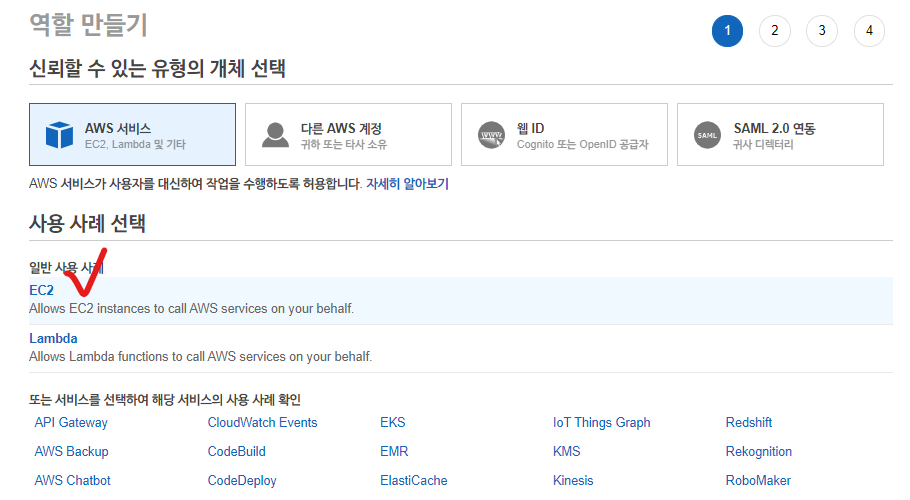 역할 만들기
1 2 3 4
신뢰할 수 있는 유형의 개체 선택
AWS 서비스
EC2, Lambda 및 기타
다른 AWS 계정
귀하 또는 타사 소유
www
웹 ID
Cognito 또는 OpenID 공급자
SAML
SAML 2.0 연동
귀사 디렉터리
AWS 서비스가 사용자를 대신하여 작업을 수행하도록 허용합니다. 자세히 알아보기
사용 사례 선택
일반 사용 사례
EC2
Allows EC2 instances to call AWS services on your behalf.
Lambda
Allows Lambda functions to call AWS services on your behalf.
또는 서비스를 선택하여 해당 서비스의 사용 사례 확인
API Gateway CloudWatch Events EKS IoT Things Graph Redshift
AWS Backup CodeBuild EMR KMS Rekognition
AWS Chatbot CodeDeploy ElastiCache Kinesis RoboMaker